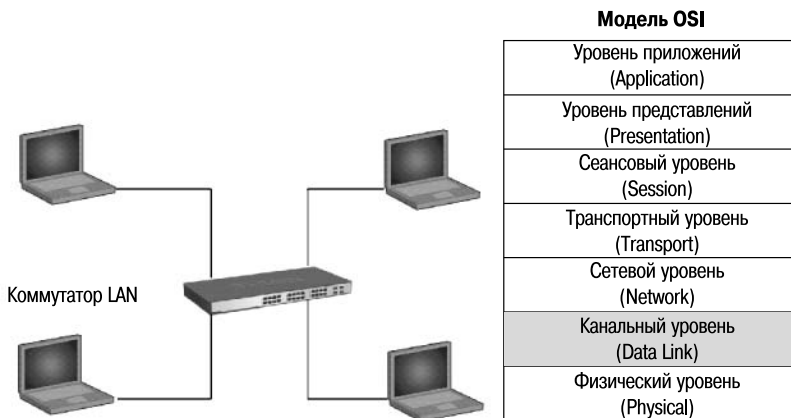 Модель OSI
Уровень приложений
(Application)
Уровень представлений
(Presentation)
Сеансовый уровень
(Session)
Транспортный уровень
(Transport)
Сетевой уровень
(Network)
Канальный уровень
(Data Link)
Физический уровень
(Physical)
Коммутатор LAN